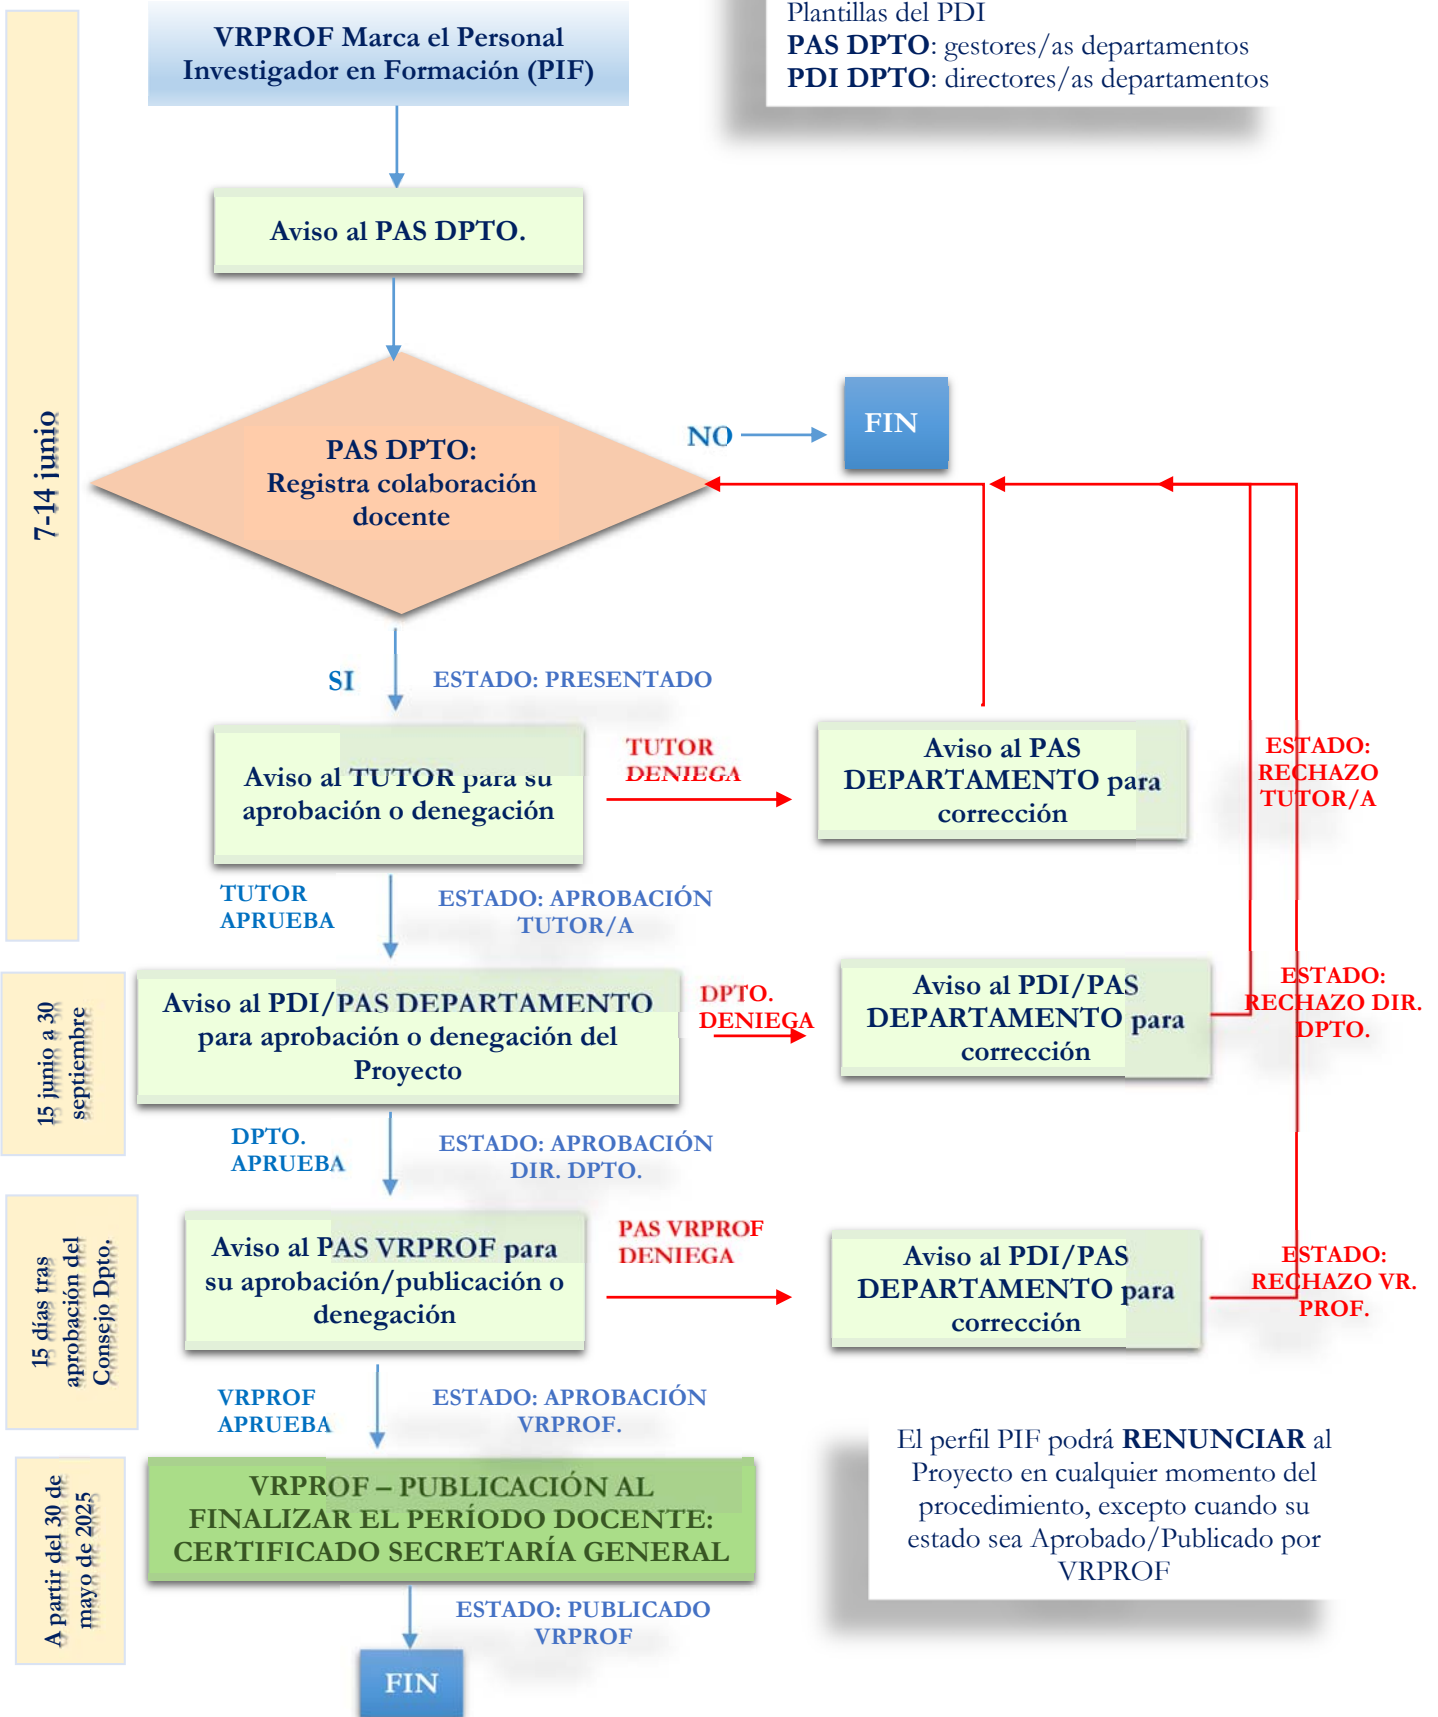 Plantillas del PDI
PAS DPTO: gestores/as departamentos
PDI DPTO: directores/as departamentos
VRPROF Marca el Personal
Investigador en Formación (PIF)
Aviso al PAS DPTO.
7-14 junio
PAS DPTO:
Registra colaboración
docente
NO
FIN
SI
ESTADO: PRESENTADO
Aviso al TUTOR para su
aprobación o denegación
TUTOR
DENIEGA
Aviso al PAS
DEPARTAMENTO para
corrección
ESTADO:
RECHAZO
TUTOR/A
TUTOR
APRUEBA
ESTADO: APROBACIÓN
TUTOR/A
15 junio a 30
septiembre
Aviso al PDI/PAS DEPARTAMENTO
para aprobación o denegación del
Proyecto
DPTO.
DENIEGA
Aviso al PDI/PAS
DEPARTAMENTO para
corrección
ESTADO:
RECHAZO DIR.
DPTO.
DPTO.
APRUEBA
ESTADO: APROBACIÓN
DIR. DPTO.
15 días tras
aprobación del
Consejo Dpto.
Aviso al PAS VRPROF para
su aprobación/publicación o
denegación
PAS VRPROF
DENIEGA
Aviso al PDI/PAS
DEPARTAMENTO para
corrección
ESTADO:
RECHAZO VR.
PROF.
VRPROF
APRUEBA
ESTADO: APROBACIÓN
VRPROF.
A partir del 30 de
mayo de 2025
VRPROF – PUBLICACIÓN AL
FINALIZAR EL PERÍODO DOCENTE:
CERTIFICADO SECRETARÍA GENERAL
El perfil PIF podrá RENUNCIAR al
Proyecto en cualquier momento del
procedimiento, excepto cuando su
estado sea Aprobado/Publicado por
VRPROF
ESTADO: PUBLICADO
VRPROF
FIN